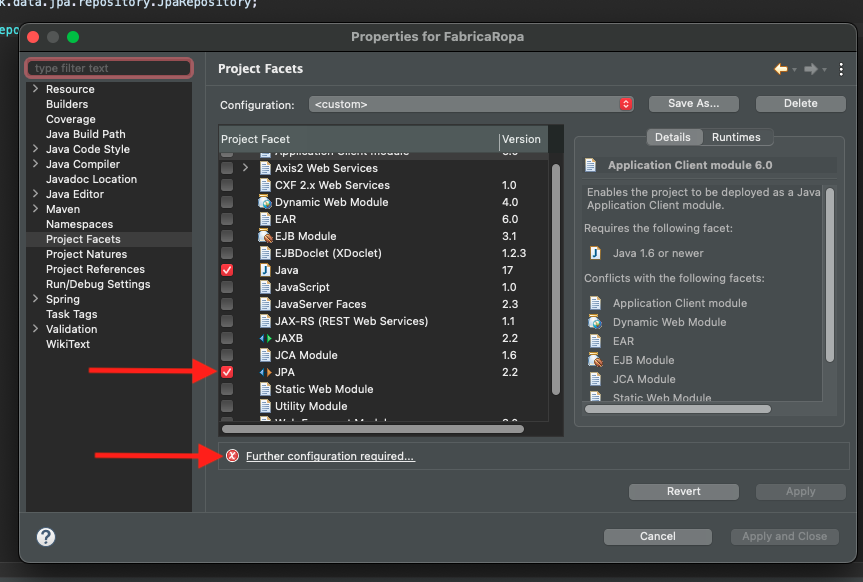 k.data.jpa.repository.JpaRepository;
epo
Properties for FabricaRopa
type filter text
Resource
Builders
Coverage
Java Build Path
Java Code Style
Java Compiler
Javadoc Location
Java Editor
Maven
Namespaces
Project Facets
Project Natures
Project References
Run/Debug Settings
Spring
Task Tags
Validation
WikiText
Project Facets
Configuration: <custom> Save As... Delete
Project Facet Version
Application Client module 6.0
Axis2 Web Services
CXF 2.x Web Services 1.0
Dynamic Web Module 4.0
EAR 6.0
EJB Module 3.1
EJBDoclet (XDoclet) 1.2.3
Java 17
JavaScript 1.0
JavaServer Faces 2.3
JAX-RS (REST Web Services) 1.1
JAXB 2.2
JCA Module 1.6
JPA 2.2
Static Web Module
Utility Module
Details Runtimes
Application Client module 6.0
Enables the project to be deployed as a Java
Application Client module.
Requires the following facet:
Java 1.6 or newer
Conflicts with the following facets:
Application Client module
Dynamic Web Module
EAR
EJB Module
JCA Module
Static Web Module
Further configuration required...
Revert Apply
? Cancel Apply and Close